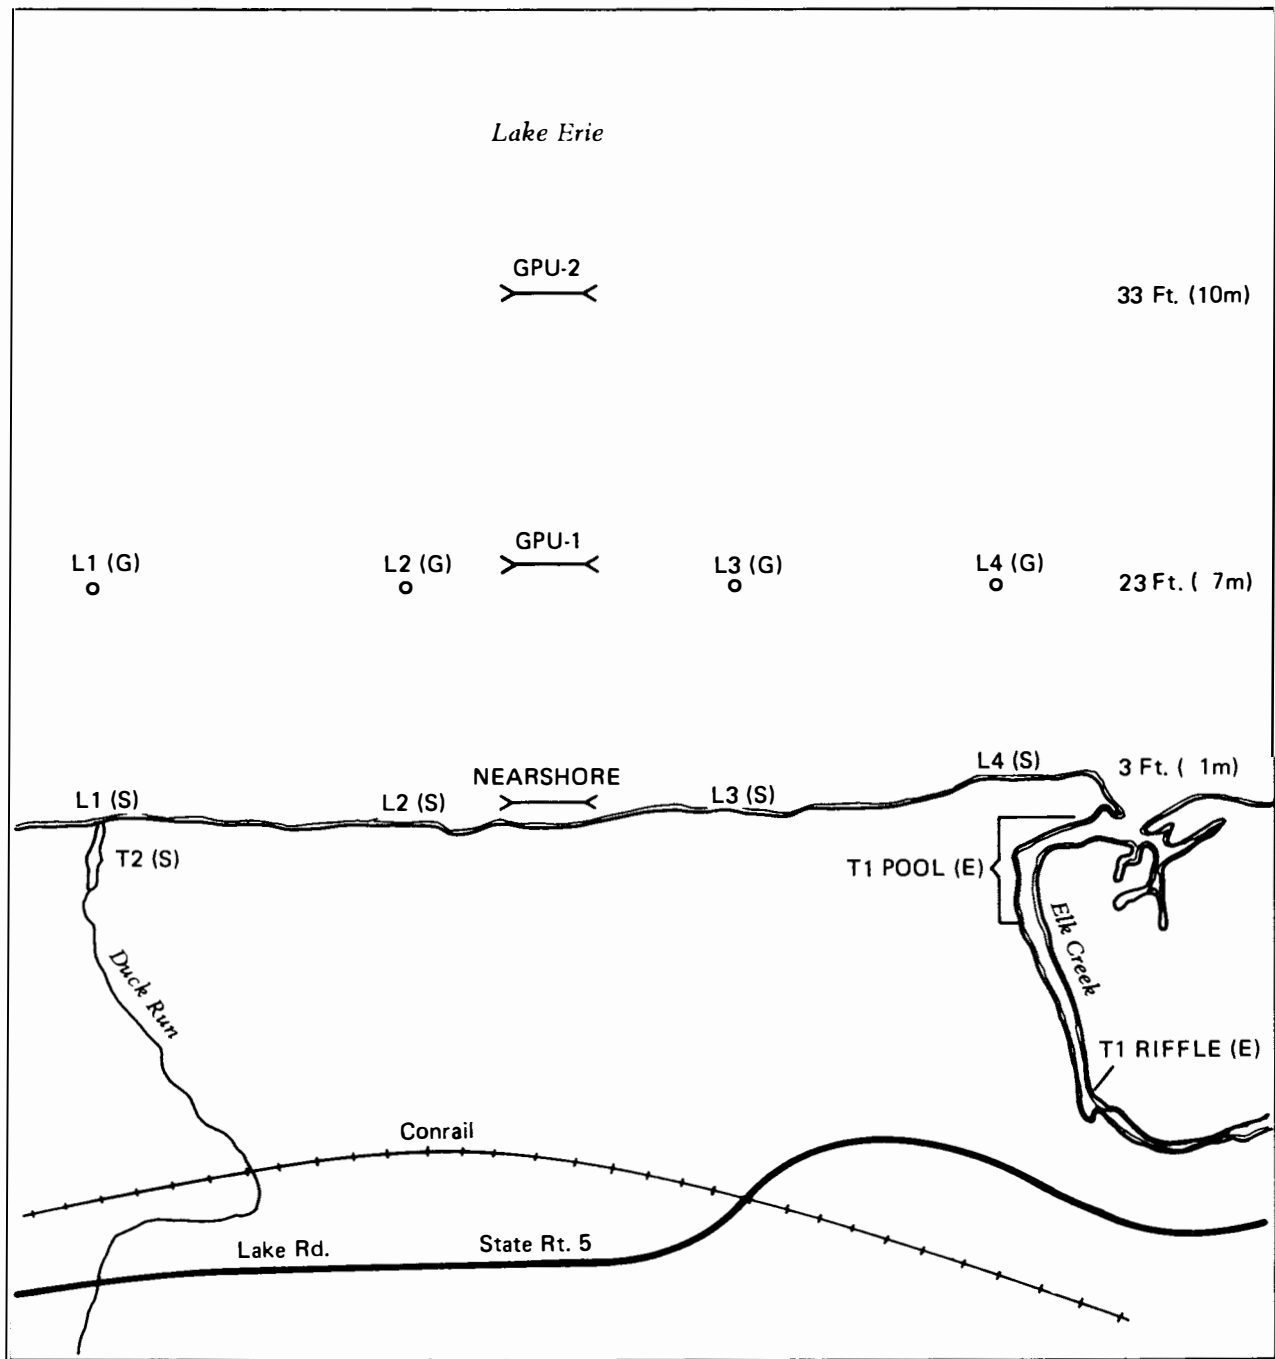 Lake Erie
GPU-2
33 Ft. (10m)
GPU-1
L1 (G)
L2 (G)
L3 (G)
L4 (G)
23 Ft. ( 7m)
L4 (S)
3 Ft. ( 1m)
NEARSHORE
L1 (S)
L2 (S)
L3 (S)
T2 (S)
T1 POOL (E)
Elk Creek
Duck Run
T1 RIFFLE (E)
Conrail
Lake Rd.
State Rt. 5